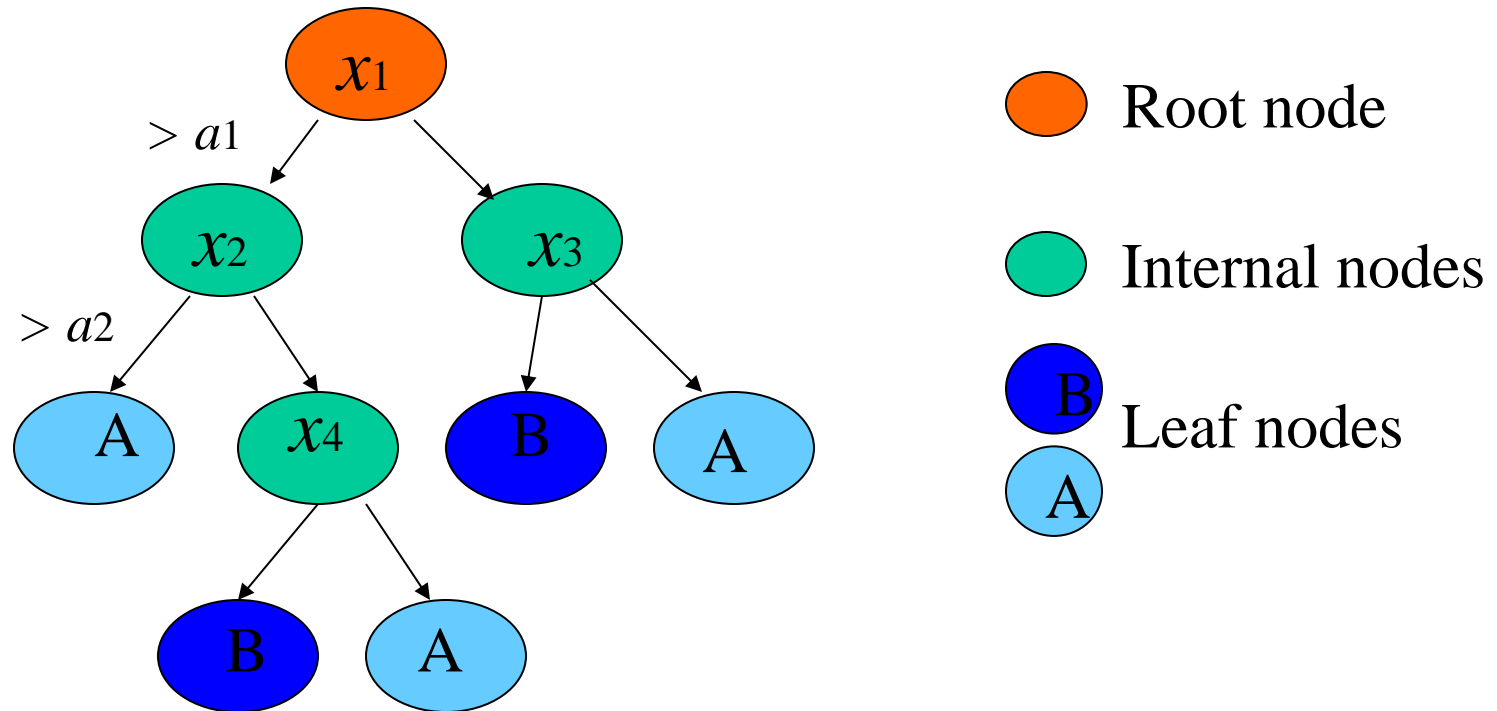 x1
> a1
x2
x3
> a2
A
x4
B
A
B
A
Root node
Internal nodes
B
Leaf nodes
A